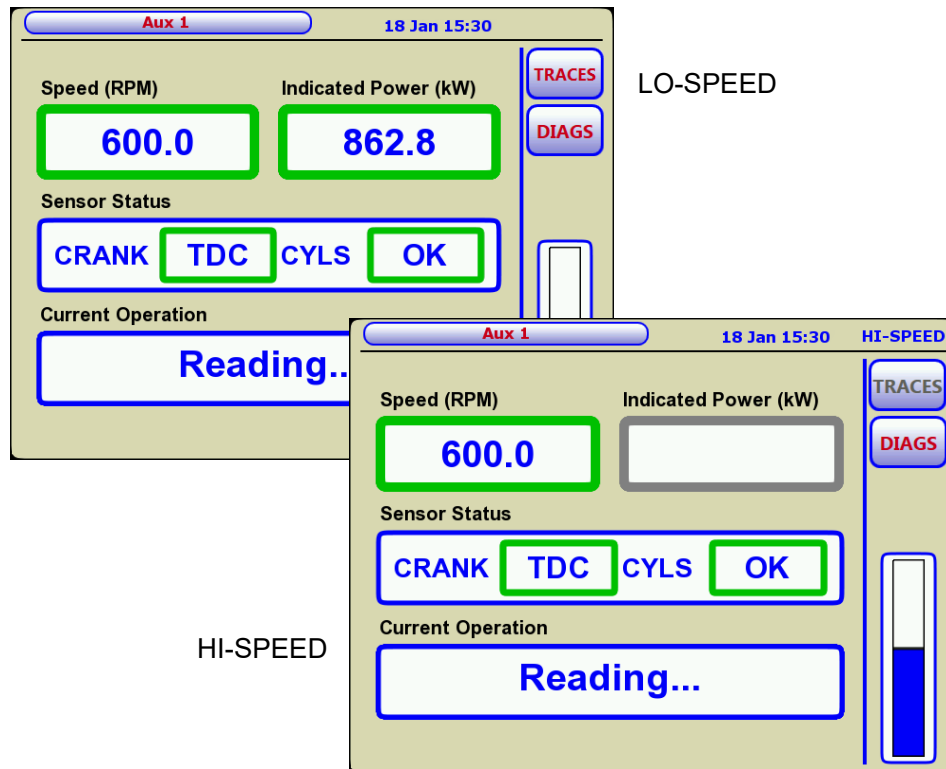 Aux 1 18 Jan 15:30
TRACES
LO-SPEED
Speed (RPM) Indicated Power (kW)
DIAGS
600.0 862.8
Sensor Status
CRANK TDC CYLS OK
Current Operation
Reading..
Aux 1 18 Jan 15:30 HI-SPEED
TRACES
Speed (RPM) Indicated Power (kW)
DIAGS
600.0
Sensor Status
CRANK TDC CYLS OK
Current Operation
HI-SPEED
Reading...